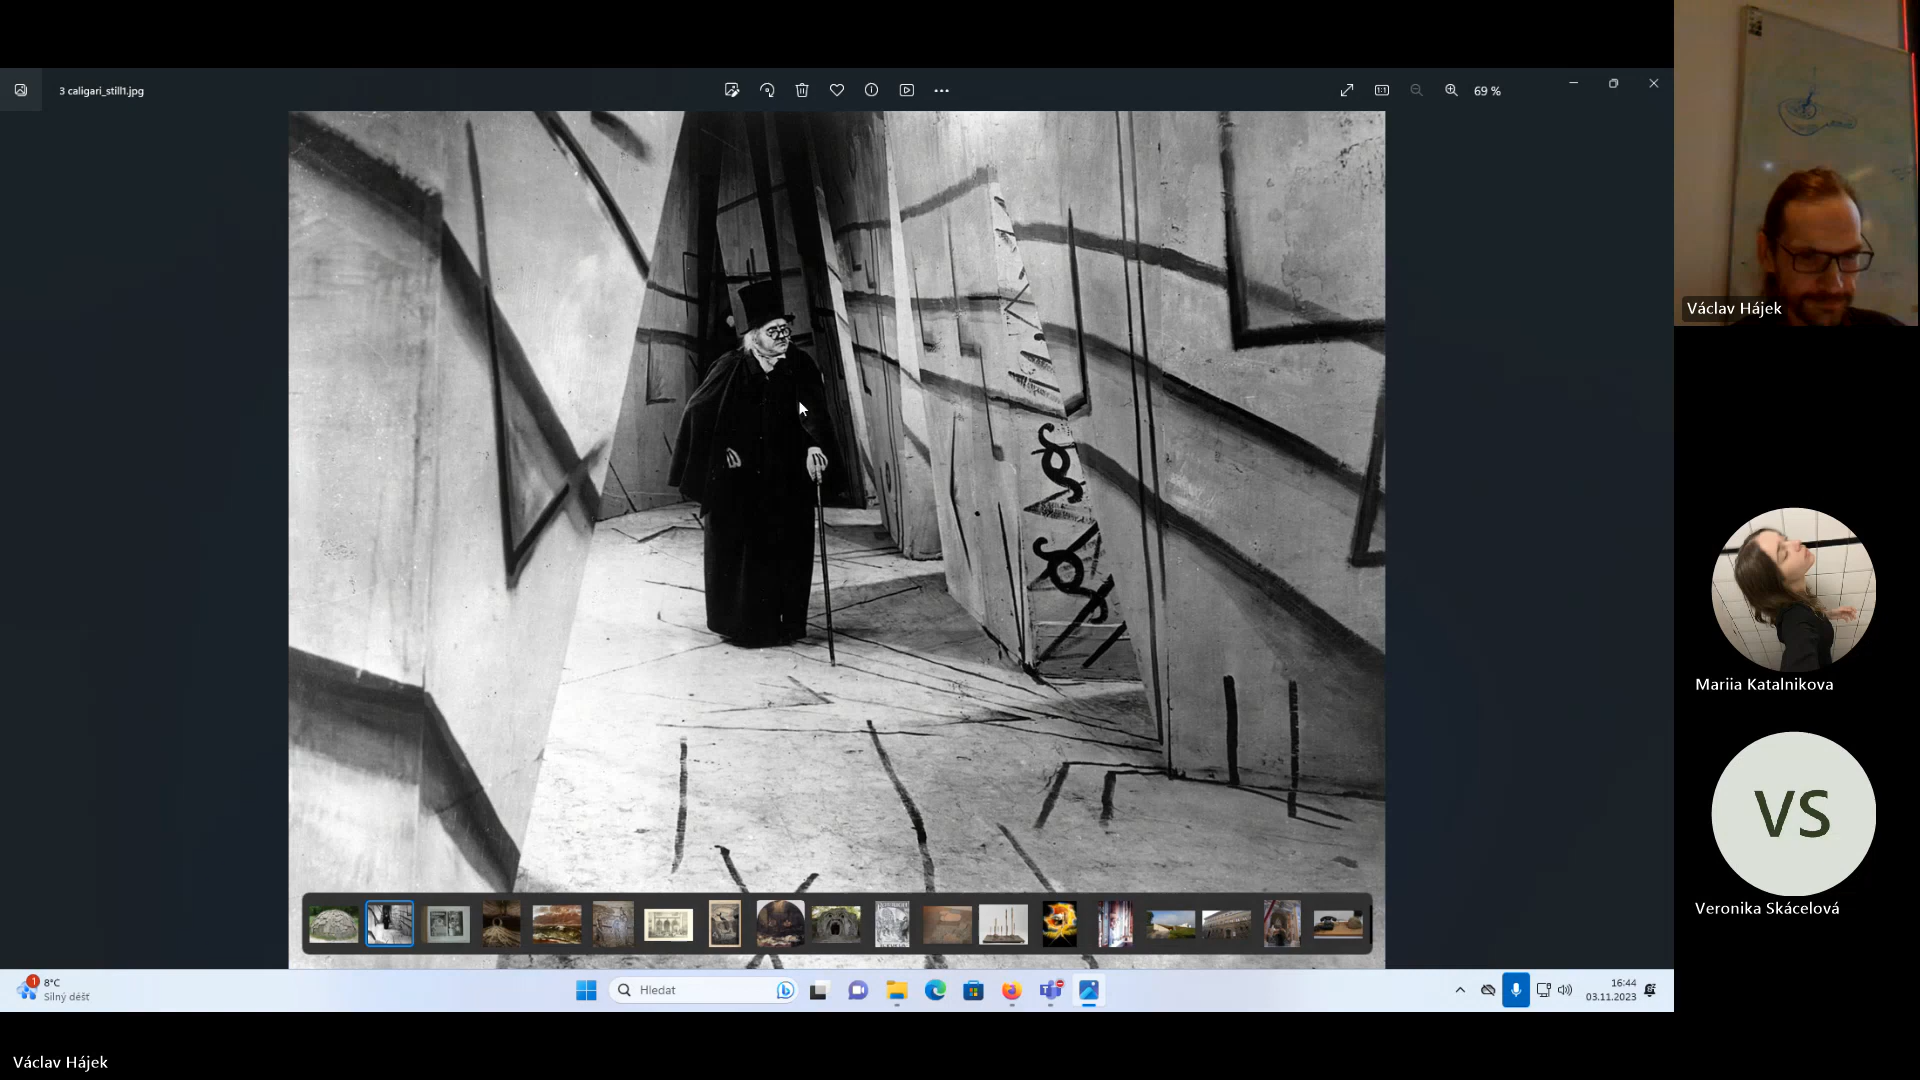 3 caligari_still1.jpg
69 %
Václav Hájek
Mariia Katalnikova
VS
Veronika Skácelová
1
8°C
Silný déšť
Hledat
16:44
03.11.2023
Václav Hájek